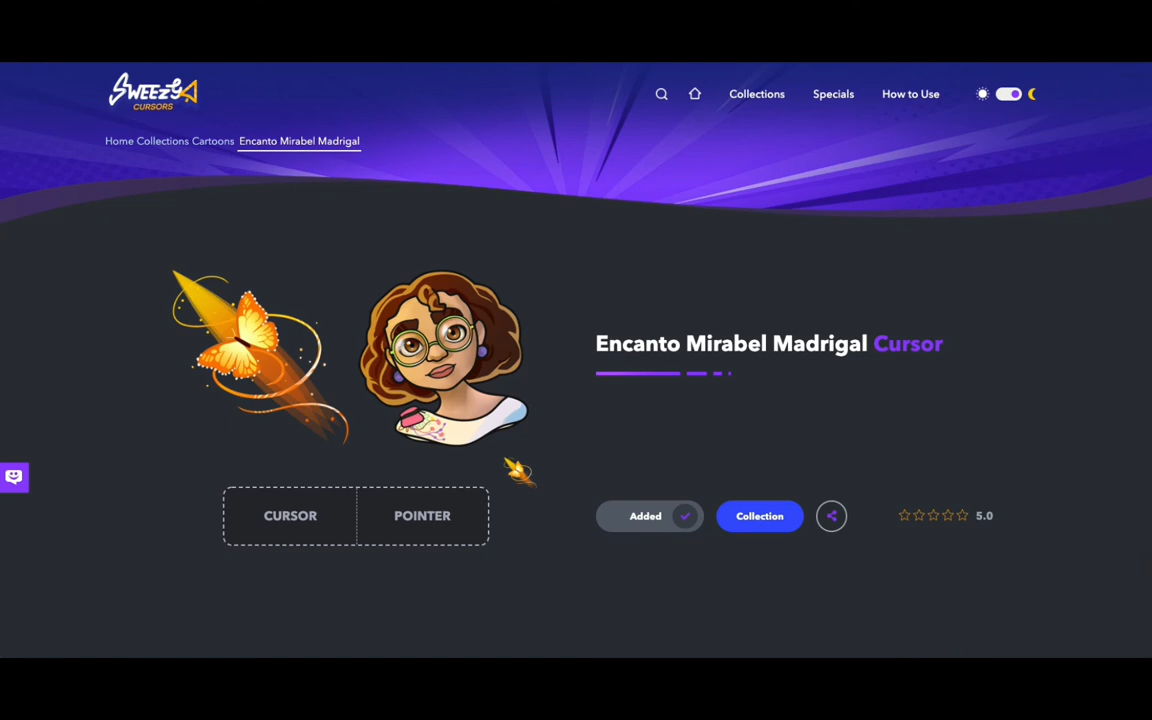 SWEEZY
CURSORS
Collections
Specials
How to Use
Home Collections Cartoons Encanto Mirabel Madrigal
Encanto Mirabel Madrigal Cursor
CURSOR
POINTER
Added
Collection
5.0